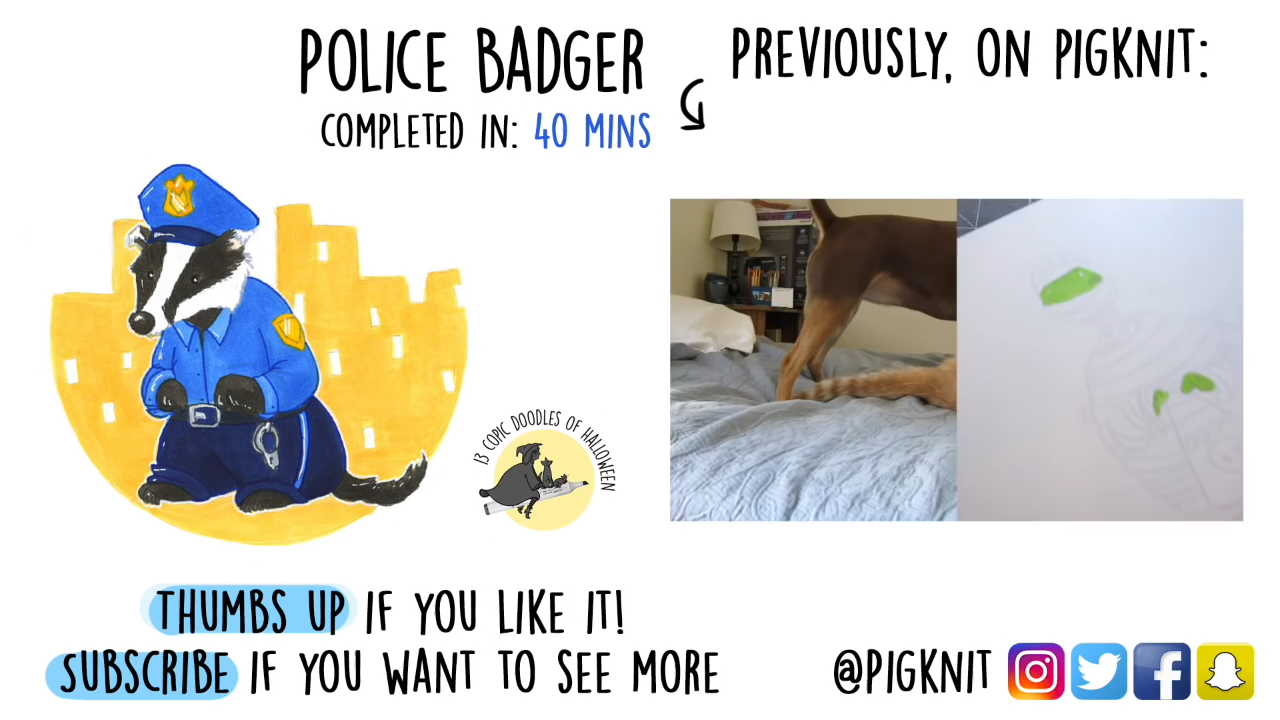 POLICE BADGER
COMPLETED IN: 40 MINS
PREVIOUSLY, ON PIGKNIT:
13 COPIC DOODLES OF HALLOWEEN
THUMBS UP IF YOU LIKE IT!
SUBSCRIBE IF YOU WANT TO SEE MORE
@PIGKNIT